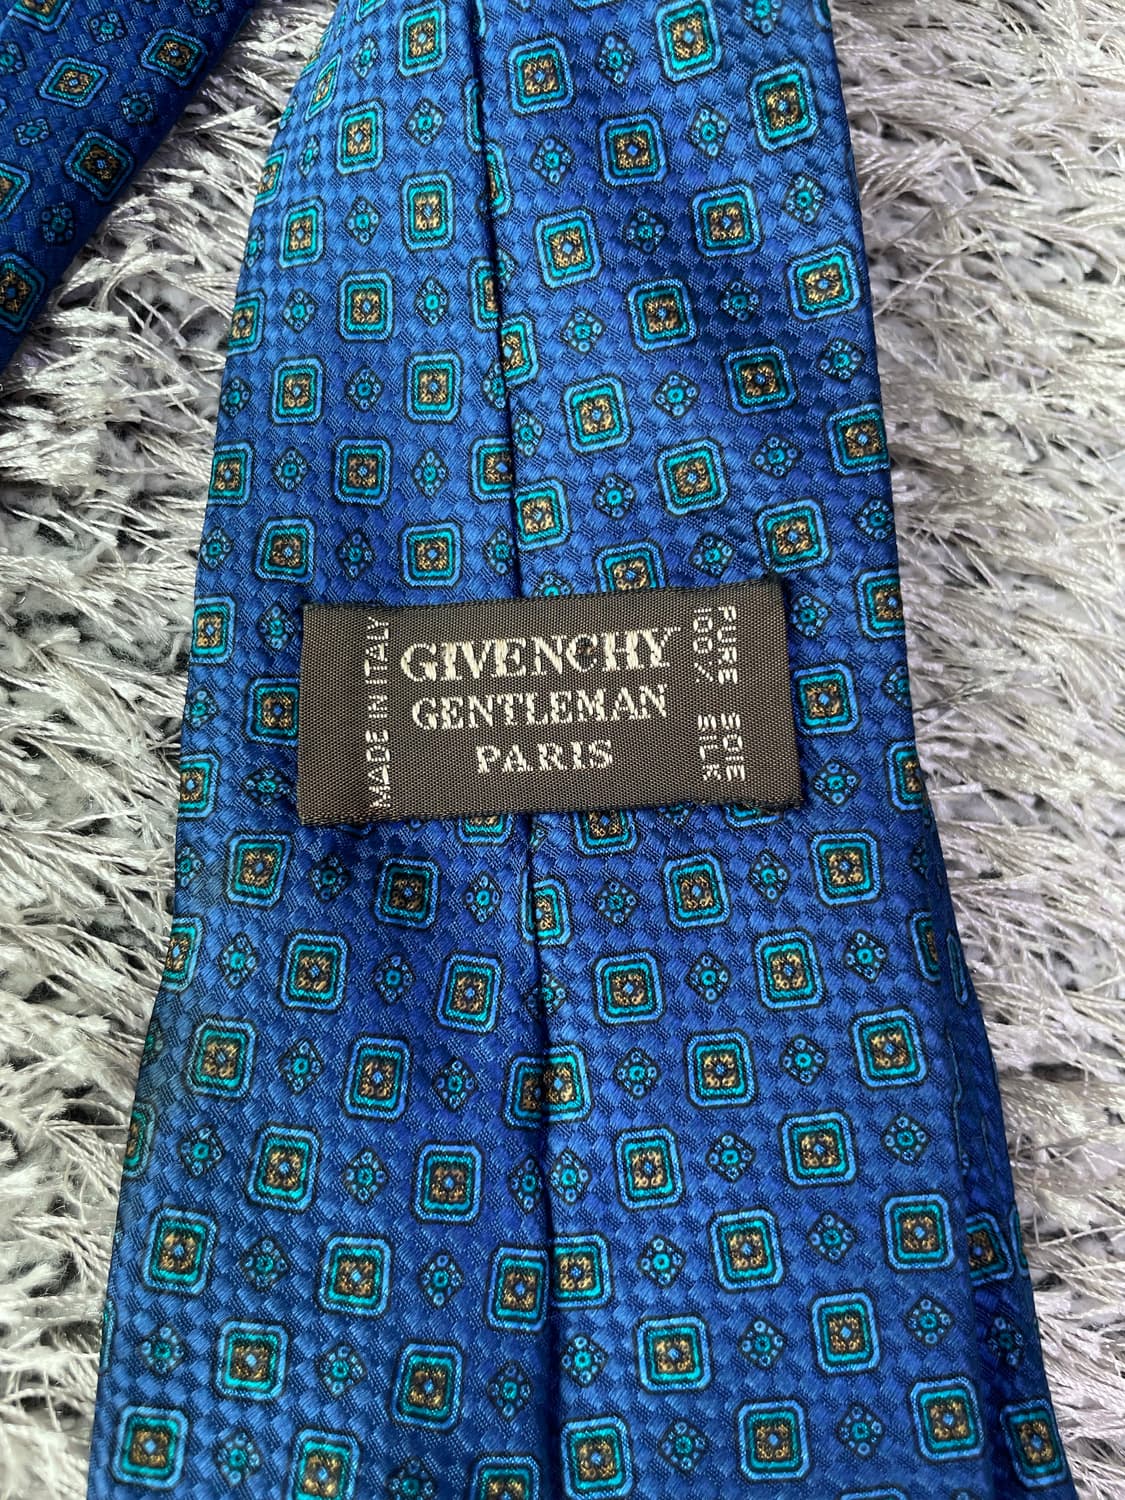 MADE IN ITALY
GIVENCHY
GENTLEMAN
PARIS
PURE SOIE
100% SILK